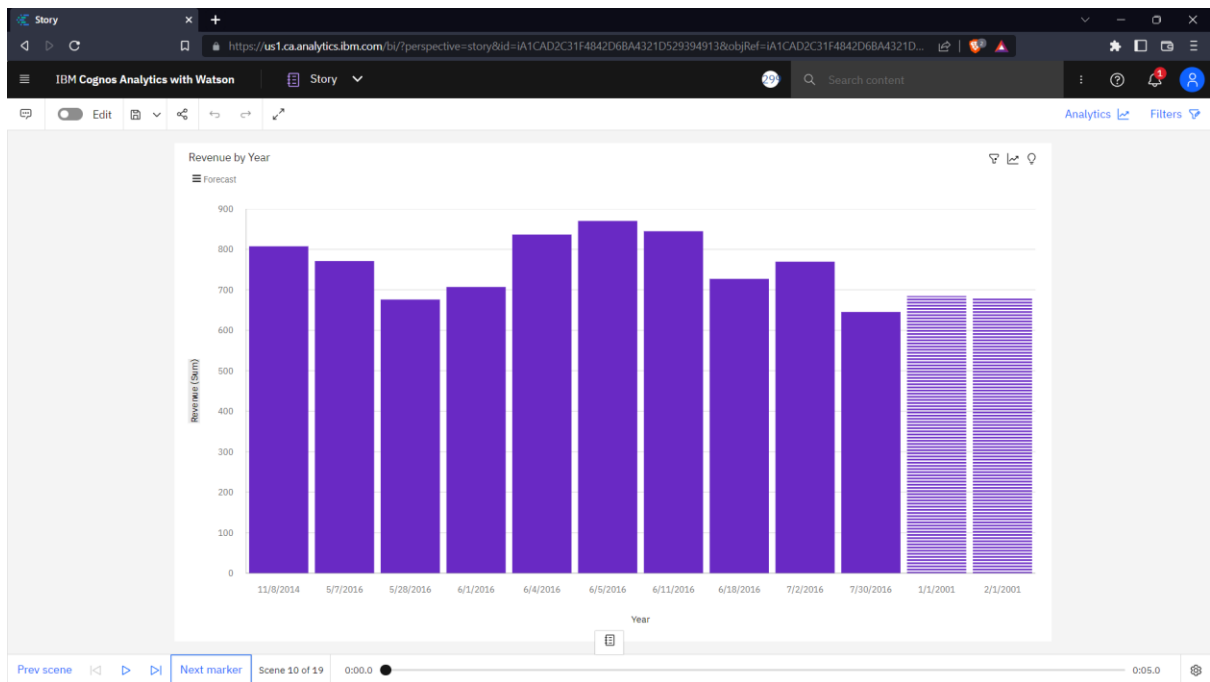 Story
https://us1.ca.analytics.ibm.com/bi/?perspective=story&id=iA1CAD2C31F4842D6BA4321D529394913&objRef=iA1CAD2C31F4842D6BA4321D...
IBM Cognos Analytics with Watson
Story
299
Search content
1
Edit
Analytics
Filters
Revenue by Year
Forecast
900
800
700
600
500
400
300
200
100
0
Revenue (Sum)
11/8/2014 5/7/2016 5/28/2016 6/1/2016 6/4/2016 6/5/2016 6/11/2016 6/18/2016 7/2/2016 7/30/2016 1/1/2001 2/1/2001
Year
Prev scene Next marker Scene 10 of 19 0:00.0 0:05.0